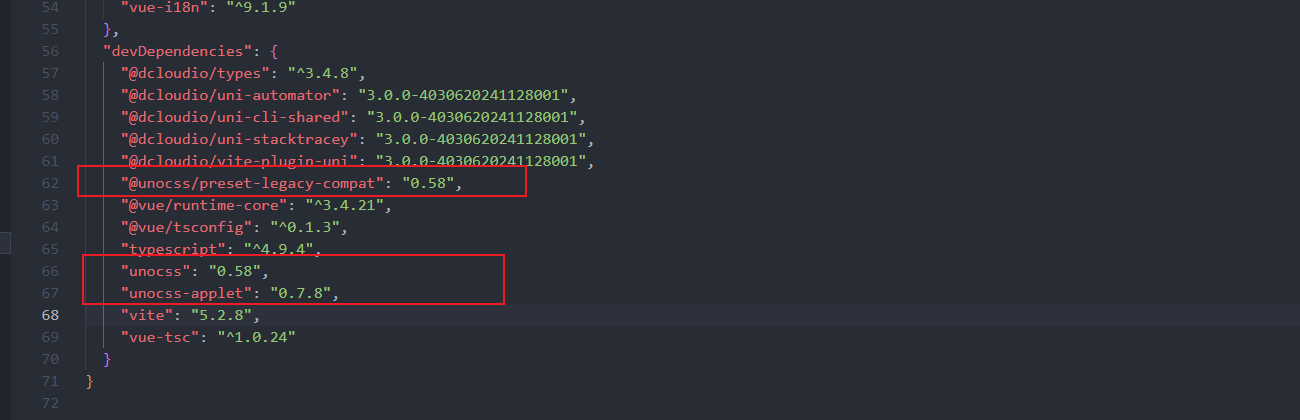 54 "vue-i18n": "^9.1.9"
55 },
56 "devDependencies": {
57 "@dcloudio/types": "^3.4.8",
58 "@dcloudio/uni-automator": "3.0.0-4030620241128001",
59 "@dcloudio/uni-cli-shared": "3.0.0-4030620241128001",
60 "@dcloudio/uni-stacktracey": "3.0.0-4030620241128001",
61 "@dcloudio/vite-plugin-uni": "3.0.0-4030620241128001",
62 "@unocss/preset-legacy-compat": "0.58",
63 "@vue/runtime-core": "^3.4.21",
64 "@vue/tsconfig": "^0.1.3",
65 "typescript": "^4.9.4",
66 "unocss": "0.58",
67 "unocss-applet": "0.7.8",
68 "vite": "5.2.8",
69 "vue-tsc": "^1.0.24"
70 }
71 }
72